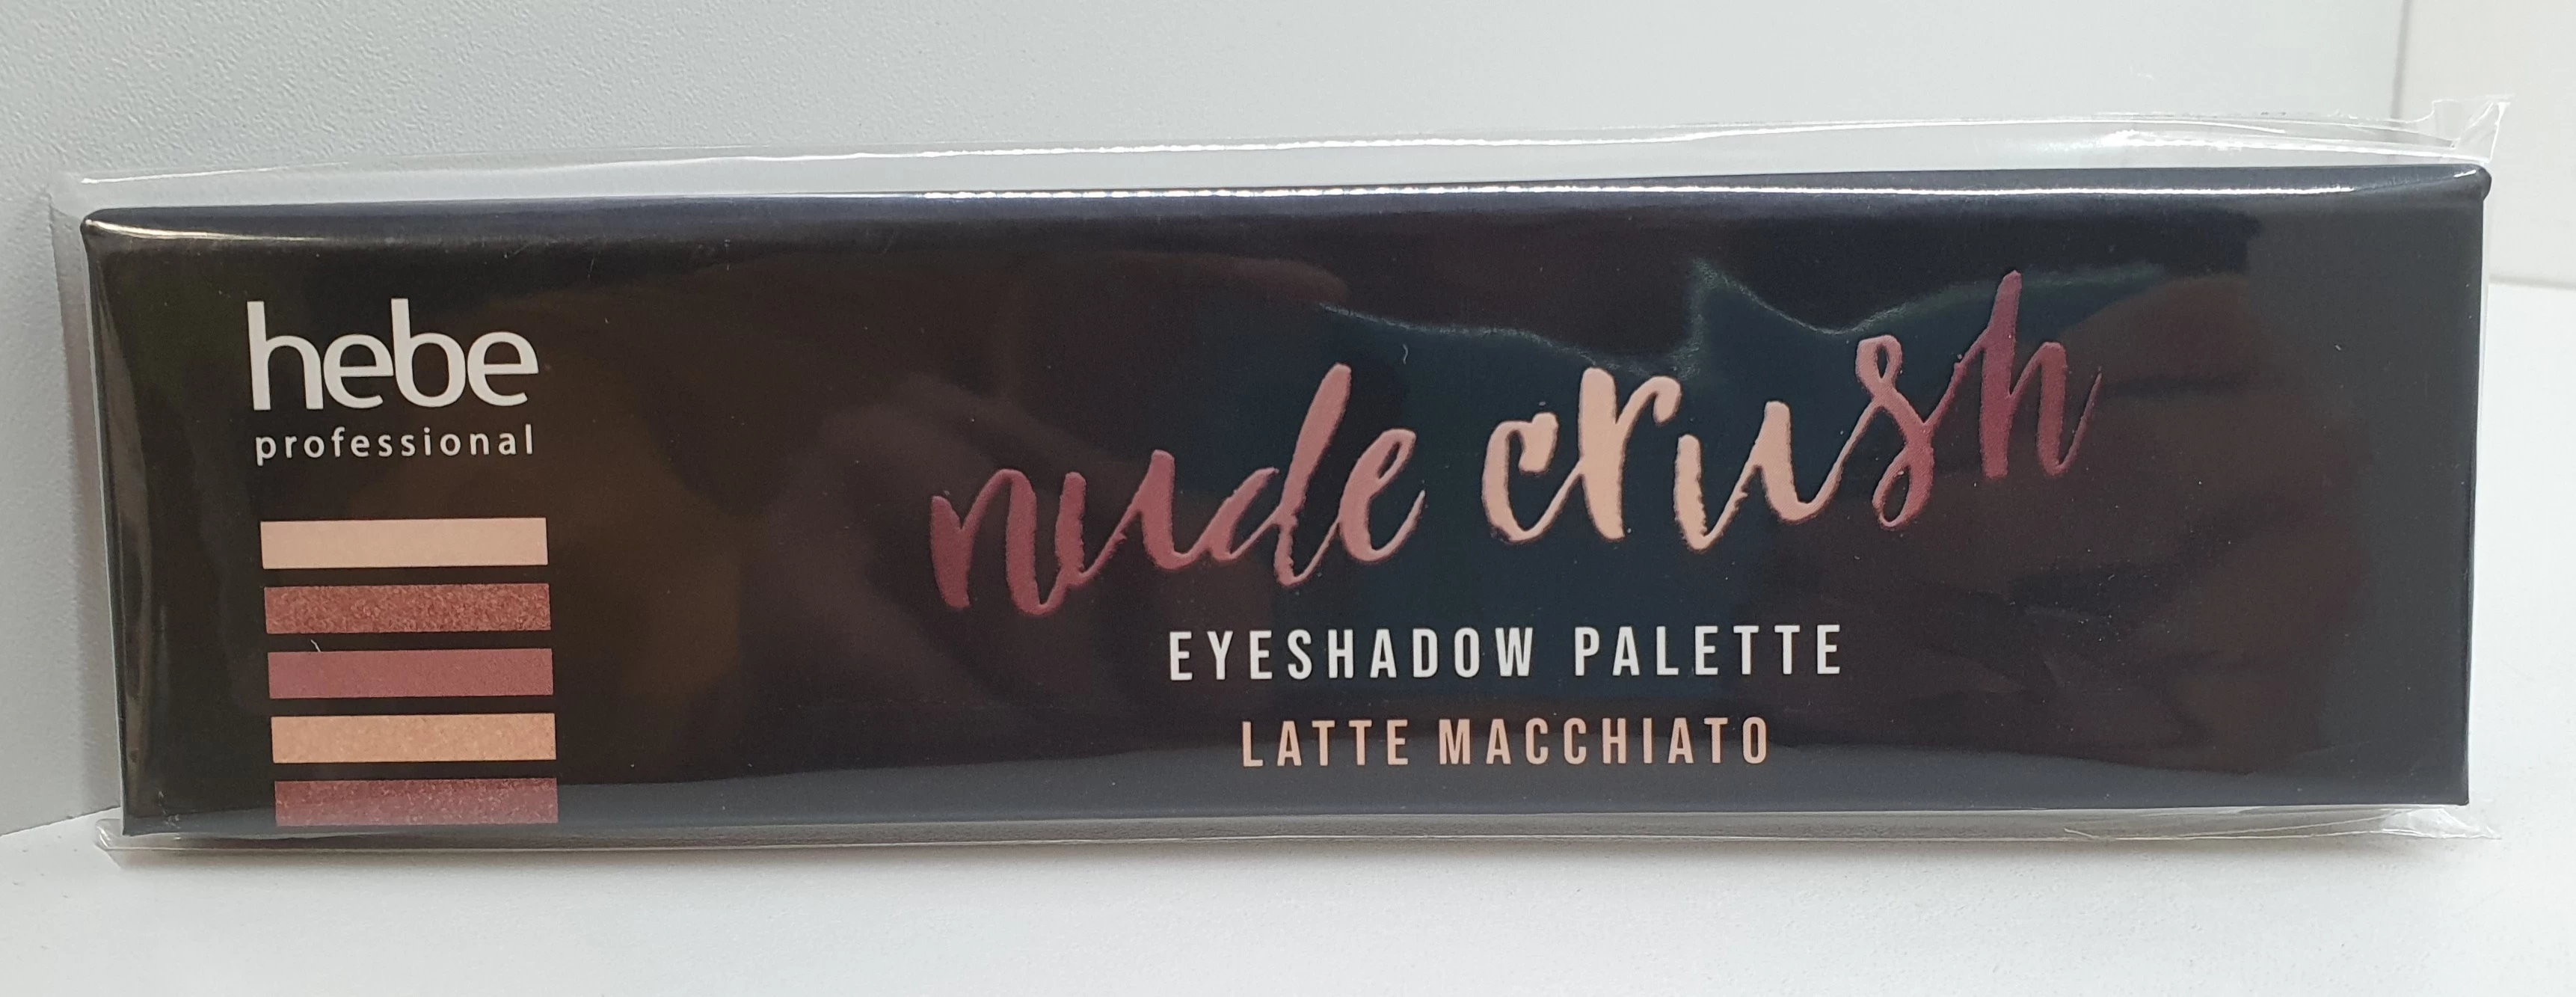 hebe
professional
nude crush
EYESHADOW PALETTE
LATTE MACCHIATO